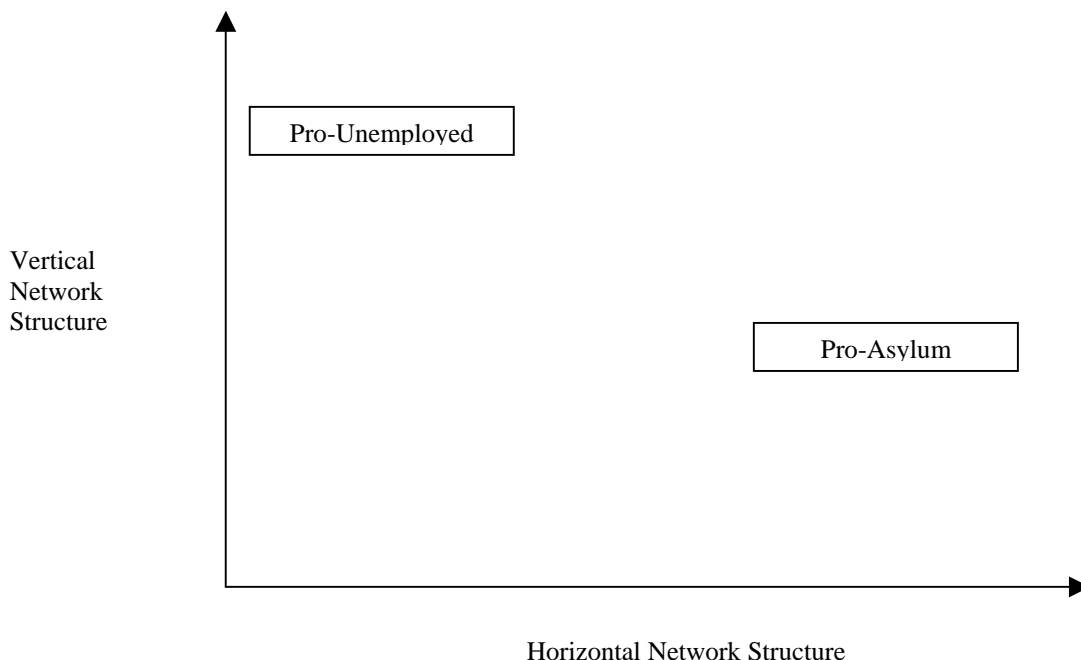 Pro-Unemployed
Vertical
Network
Structure
Pro-Asylum
Horizontal Network Structure